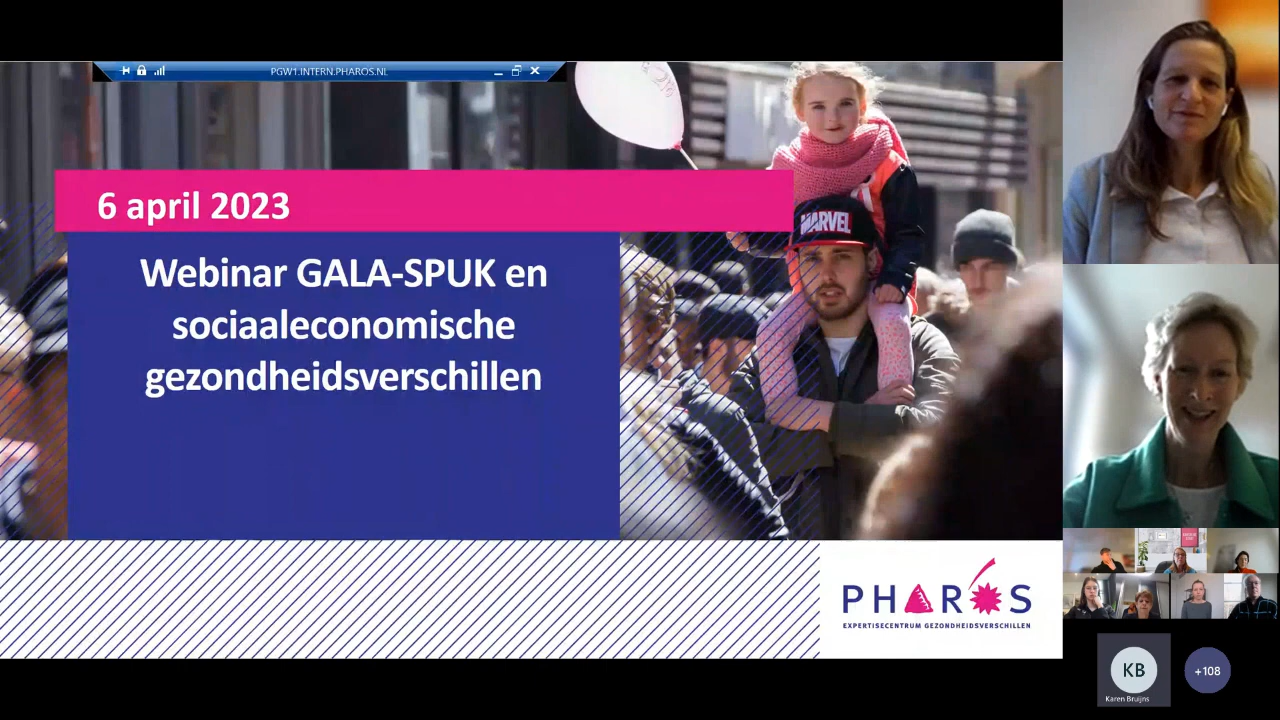 PGW1.INTERN.PHAROS.NL
6 april 2023
MARVEL
Webinar GALA-SPUK en
sociaaleconomische
gezondheidsverschillen
PHAROS
EXPERTISECENTRUM GEZONDHEIDSVERSCHILLEN
KB
+108
Karen Bruijns